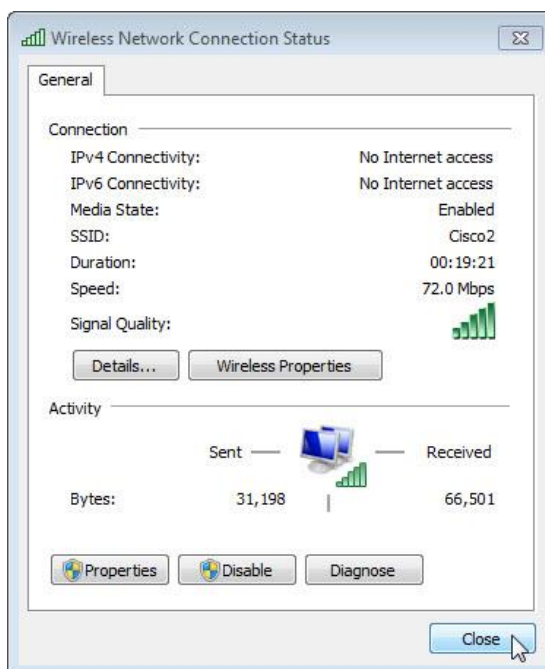 Wireless Network Connection Status
General
Connection
IPv4 Connectivity: No Internet access
IPv6 Connectivity: No Internet access
Media State: Enabled
SSID: Cisco2
Duration: 00:19:21
Speed: 72.0 Mbps
Signal Quality:
Details... Wireless Properties
Activity
Sent Received
Bytes: 31,198 66,501
Properties Disable Diagnose
Close